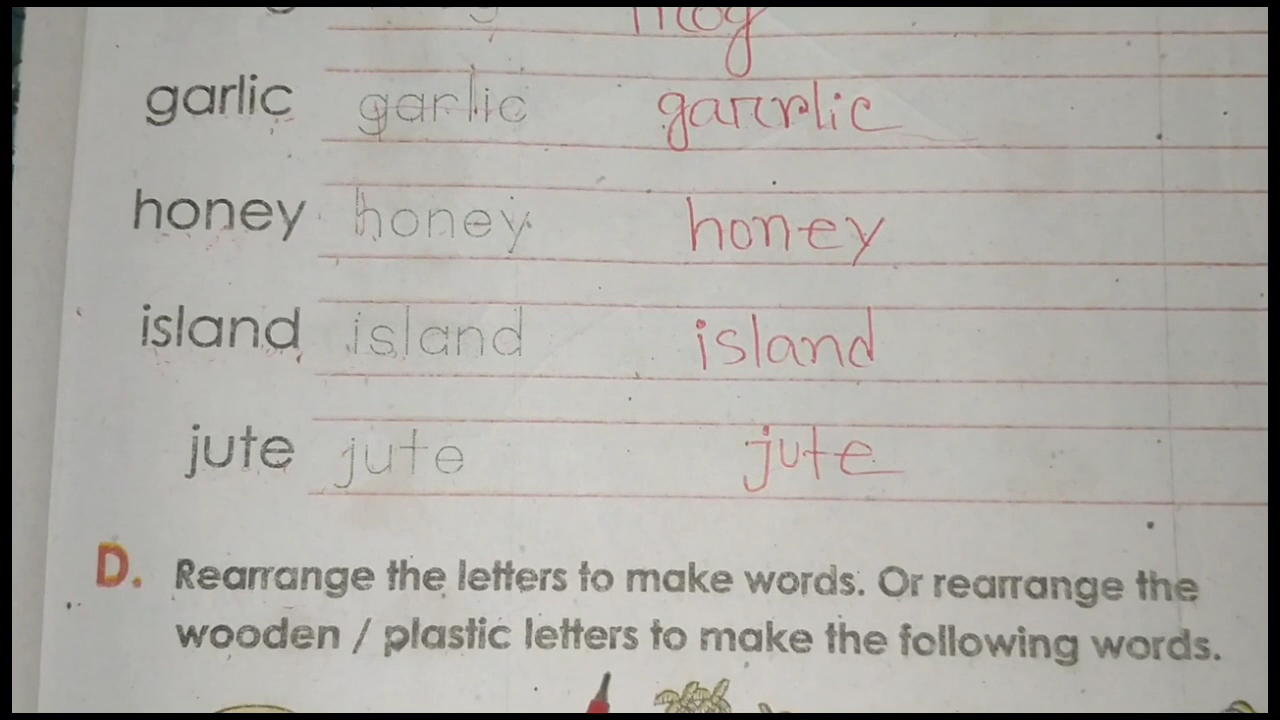 garlic garlic garrlic
honey honey honey
island island island
jute jute jute
D. Rearrange the letters to make words. Or rearrange the
wooden / plastic letters to make the following words.